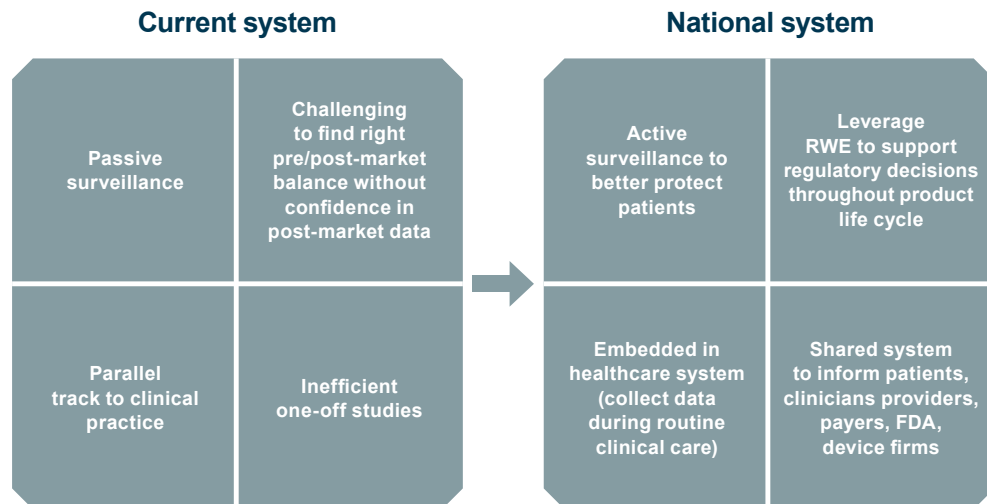 Current system
National system
Passive
surveillance
Challenging
to find right
pre/post-market
balance without
confidence in
post-market data
Active
surveillance to
better protect
patients
Leverage
RWE to support
regulatory decisions
throughout product
life cycle
Parallel
track to clinical
practice
Inefficient
one-off studies
Embedded in
healthcare system
(collect data
during routine
clinical care)
Shared system
to inform patients,
clinicians providers,
payers, FDA,
device firms